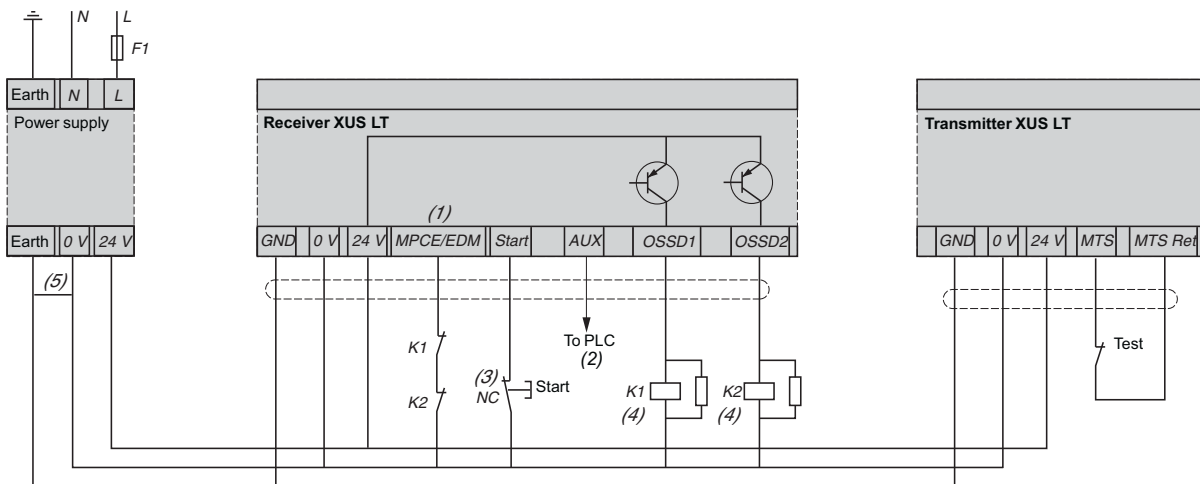 N L
F1
Earth N L
Power supply
Earth 0 V 24 V
(5)
Receiver XUS LT
(1)
GND 0 V 24 V MPCE/EDM Start AUX OSSD1 OSSD2
K1
K2
(3)
NC
Start
To PLC
(2)
K1
(4)
K2
(4)
Transmitter XUS LT
GND 0 V 24 V MTS MTS Ret
Test